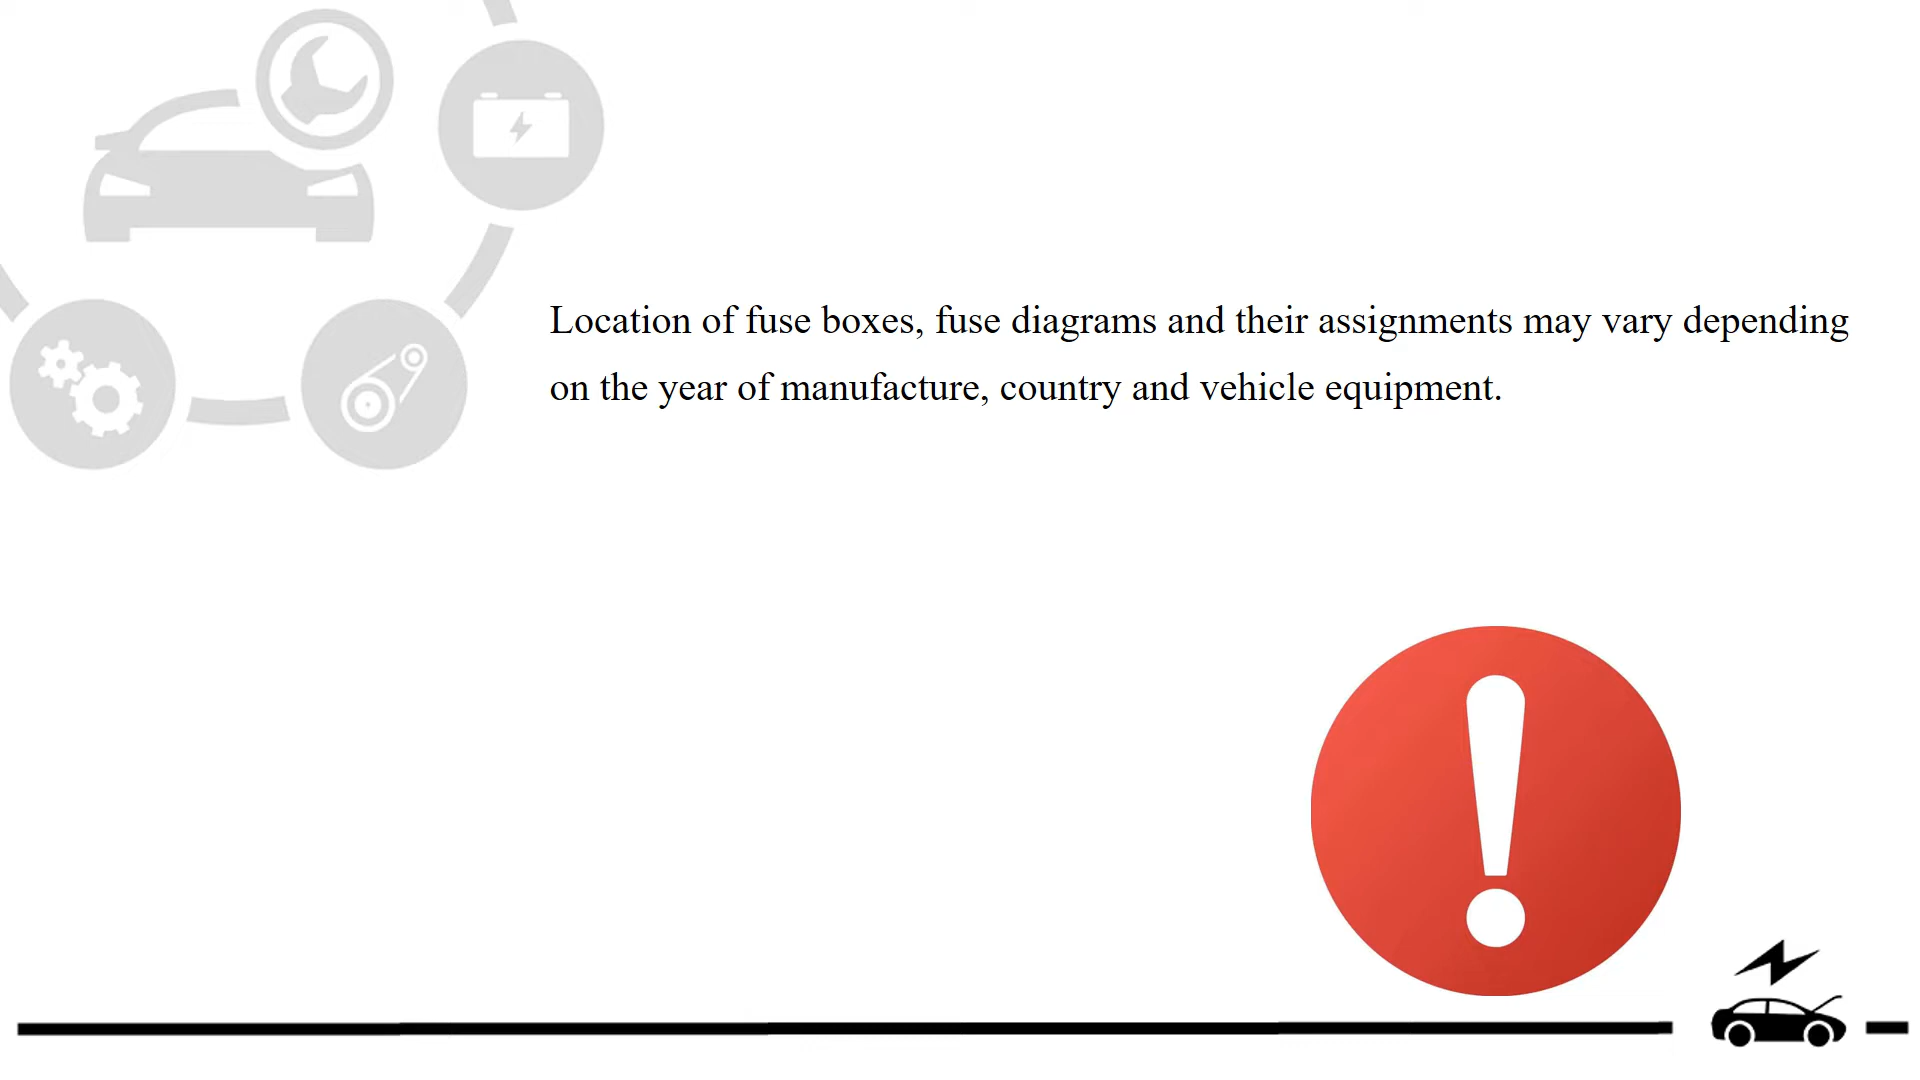 Location of fuse boxes, fuse diagrams and their assignments may vary depending
on the year of manufacture, country and vehicle equipment.